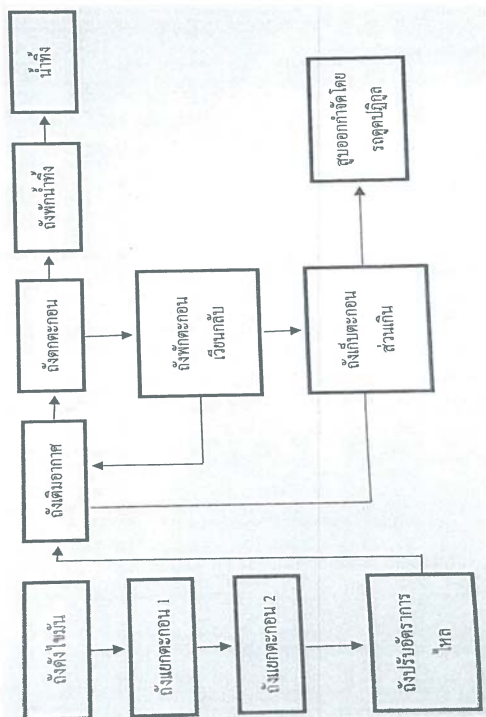 ถังดักไขมัน
ถังแยกตะกอน 1
ถังแยกตะกอน 2
ถังปรับอัตราการ
ไหล
ถังเติมอากาศ
ถังตกตะกอน
ถังพักน้ำทิ้ง
น้ำทิ้ง
ถังพักตะกอน
เวียนกลับ
ถังเก็บตะกอน
ส่วนเกิน
สูบออกกำจัดโดย
รถดูดปฏิกูล